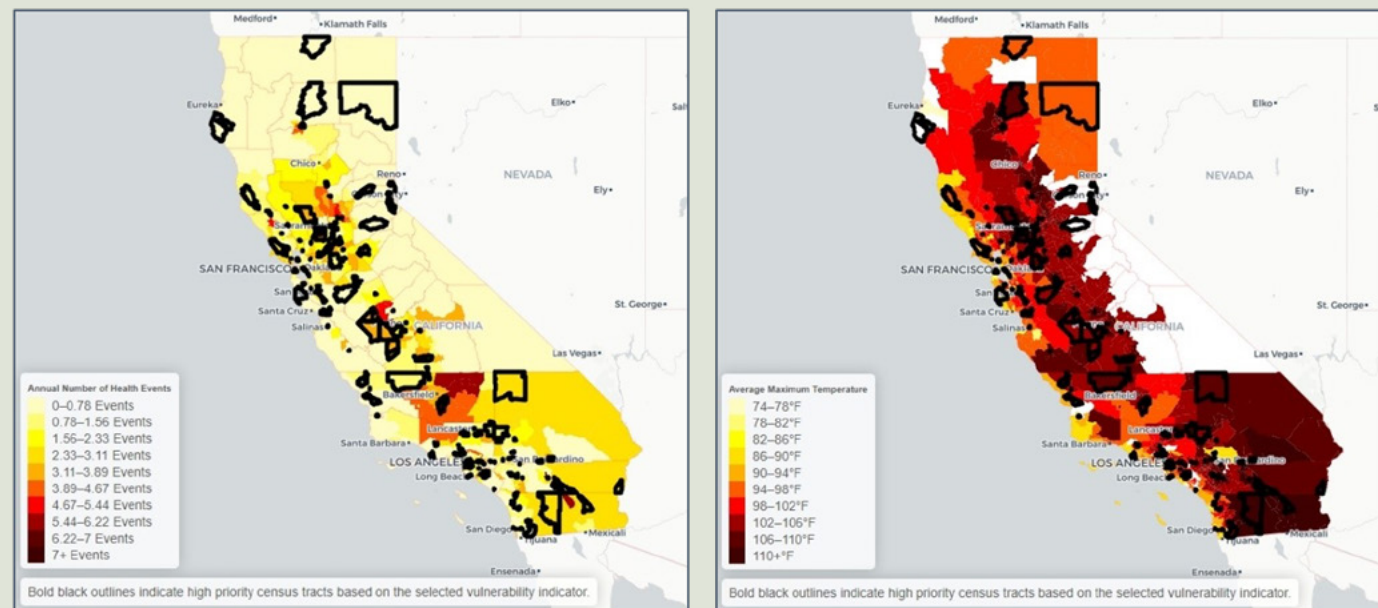 Medford
Klamath Falls
Eureka
Elko
Chico
Reno
NEVADA
Ely
SAN FRANCISCO
St. George
Santa Cruz
Salinas
CALIFORNIA
Las Vegas
Bakersfield
Lancaster
Santa Barbara
LOS ANGELES
Long Beach
San Diego
Tijuana
Mexicali
Ensenada
Annual Number of Health Events
0–0.78 Events
0.78–1.56 Events
1.56–2.33 Events
2.33–3.11 Events
3.11–3.89 Events
3.89–4.67 Events
4.67–5.44 Events
5.44–6.22 Events
6.22–7 Events
7+ Events
Bold black outlines indicate high priority census tracts based on the selected vulnerability indicator.
Medford
Klamath Falls
Eureka
Elko
Chico
Reno
NEVADA
Ely
SAN FRANCISCO
St. George
Santa Cruz
Salinas
CALIFORNIA
Las Vegas
Bakersfield
Lancaster
Santa Barbara
LOS ANGELES
Long Beach
San Diego
Tijuana
Mexicali
Ensenada
Average Maximum Temperature
74–78°F
78–82°F
82–86°F
86–90°F
90–94°F
94–98°F
98–102°F
102–106°F
106–110°F
110+°F
Bold black outlines indicate high priority census tracts based on the selected vulnerability indicator.